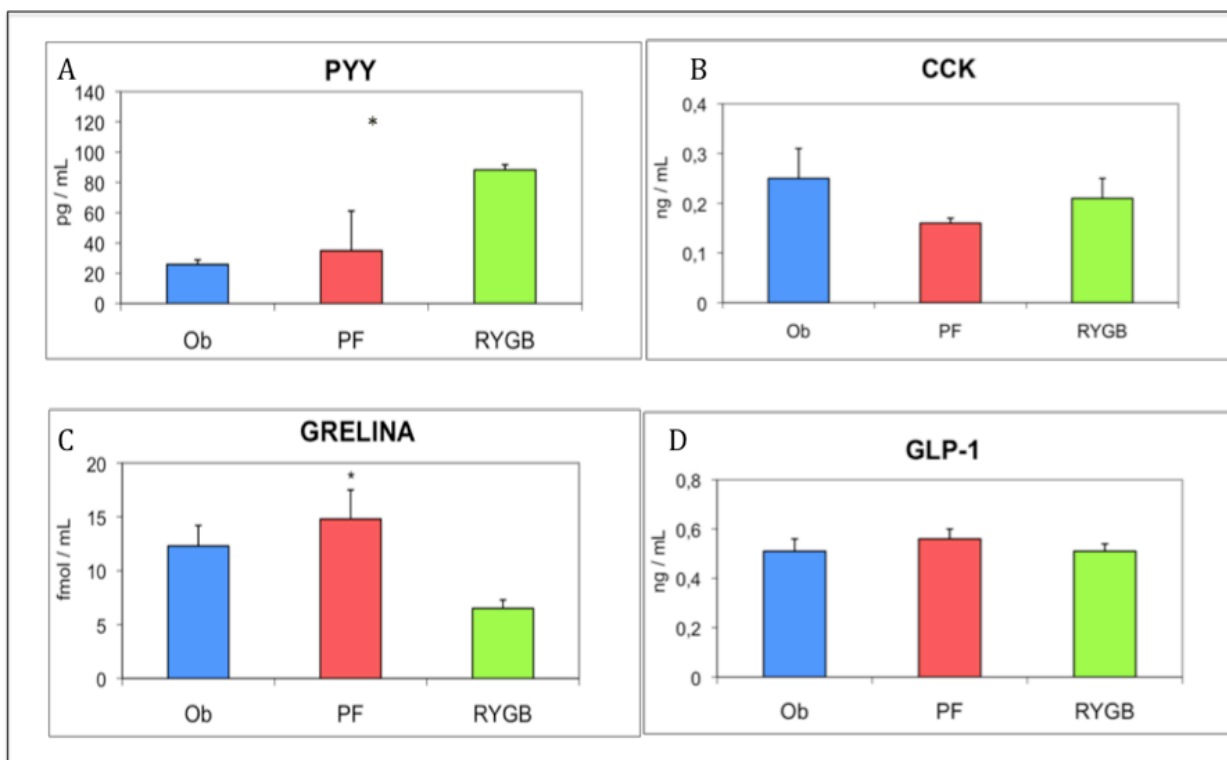 A
PYY
140
120
100
80
60
40
20
0
pg / mL
*
Ob PF RYGB
B
CCK
0,4
0,3
0,2
0,1
0
ng / mL
Ob PF RYGB
C
GRELINA
20
15
10
5
0
fmol / mL
*
Ob PF RYGB
D
GLP-1
0,8
0,6
0,4
0,2
0
ng / mL
Ob PF RYGB